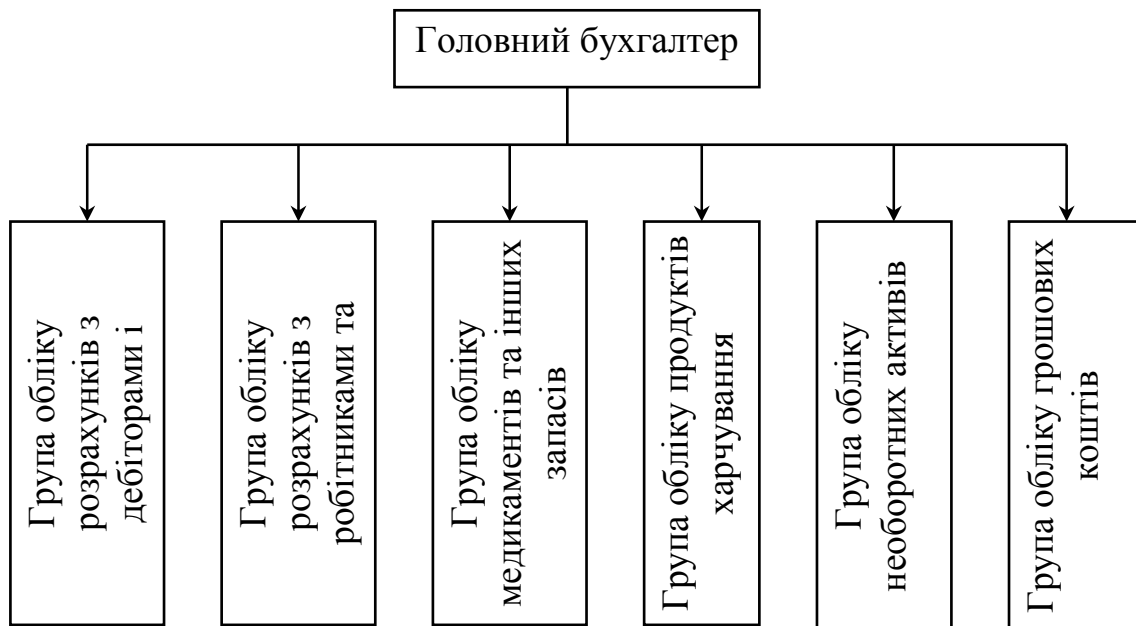 Головний бухгалтер
Група обліку
розрахунків з
дебіторами і
Група обліку
розрахунків з
робітниками та
Група обліку
медикаментів та інших
запасів
Група обліку продуктів
харчування
Група обліку
необоротних активів
Група обліку грошових
коштів